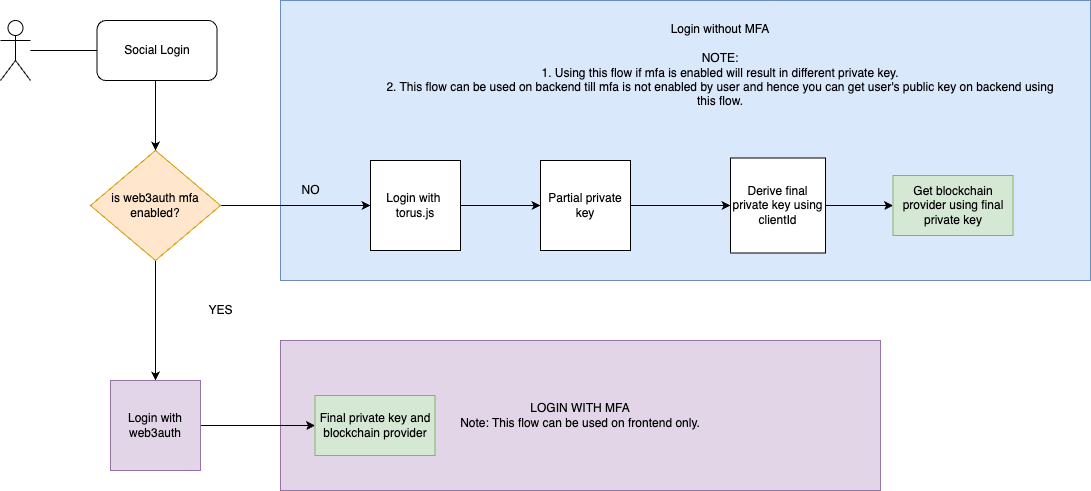 Social Login
Login without MFA
NOTE:
1. Using this flow if mfa is enabled will result in different private key.
2. This flow can be used on backend till mfa is not enabled by user and hence you can get user's public key on backend using
this flow.
is web3auth mfa
enabled?
NO
Login with
torus.js
Partial private
key
Derive final
private key using
clientId
Get blockchain
provider using final
private key
YES
Login with
web3auth
Final private key and
blockchain provider
LOGIN WITH MFA
Note: This flow can be used on frontend only.